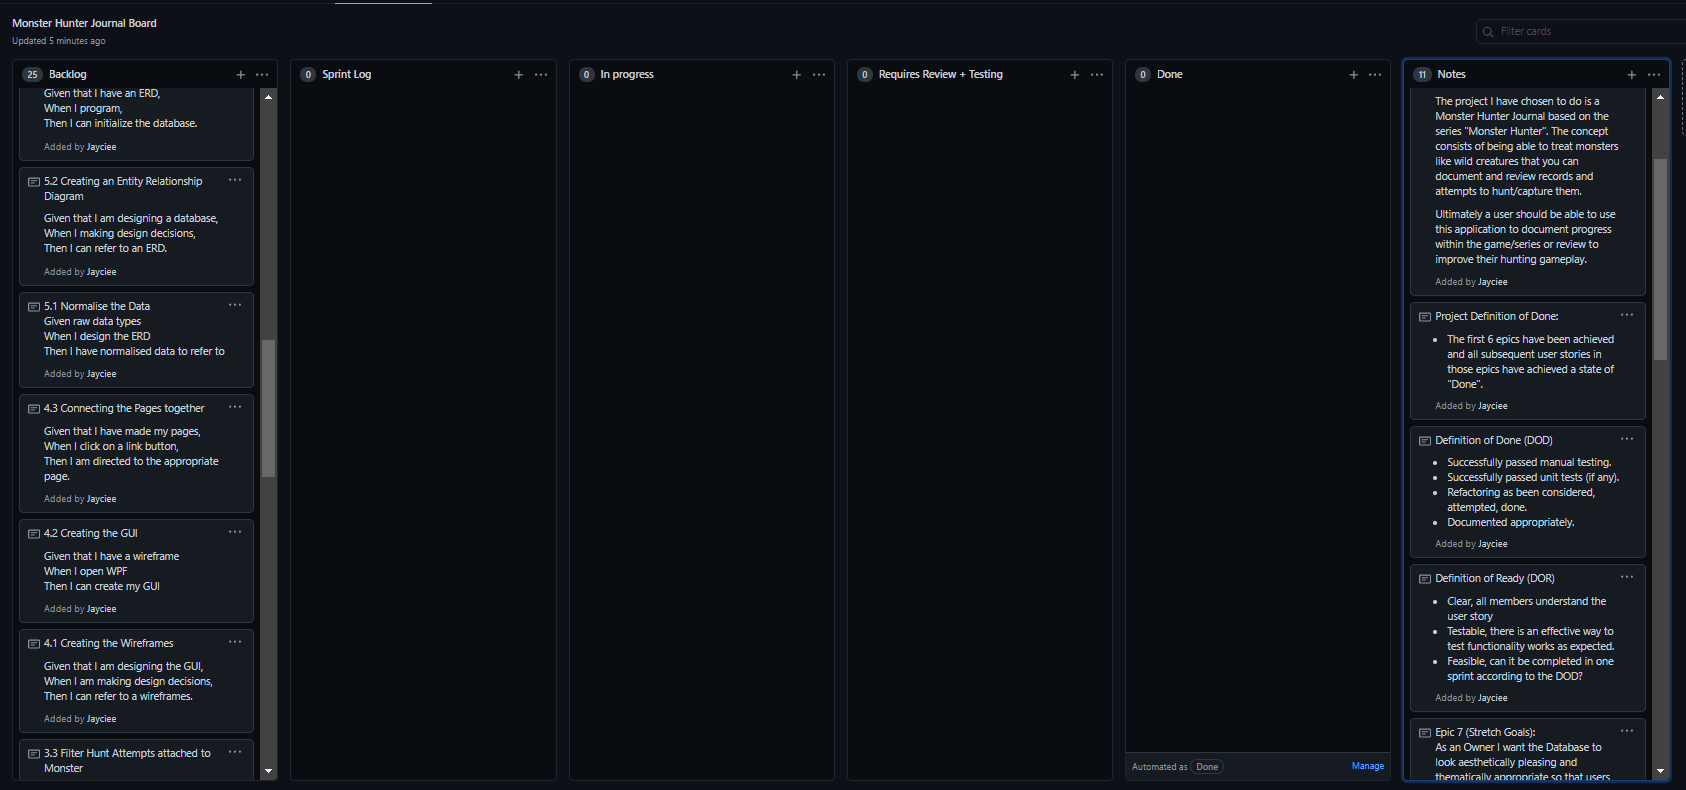 Monster Hunter Journal Board
Updated 5 minutes ago
Filter cards
25 Backlog
Given that I have an ERD,
When I program,
Then I can initialize the database.
Added by Jayciee
5.2 Creating an Entity Relationship
Diagram
Given that I am designing a database,
When I making design decisions,
Then I can refer to an ERD.
Added by Jayciee
5.1 Normalise the Data
Given raw data types
When I design the ERD
Then I have normalised data to refer to
Added by Jayciee
4.3 Connecting the Pages together
Given that I have made my pages,
When I click on a link button,
Then I am directed to the appropriate
page.
Added by Jayciee
4.2 Creating the GUI
Given that I have a wireframe
When I open WPF
Then I can create my GUI
Added by Jayciee
4.1 Creating the Wireframes
Given that I am designing the GUI,
When I am making design decisions,
Then I can refer to a wireframes.
Added by Jayciee
3.3 Filter Hunt Attempts attached to
Monster
0 Sprint Log
0 In progress
0 Requires Review + Testing
0 Done
Automated as Done
Manage
11 Notes
The project I have chosen to do is a
Monster Hunter Journal based on the
series "Monster Hunter". The concept
consists of being able to treat monsters
like wild creatures that you can
document and review records and
attempts to hunt/capture them.
Ultimately a user should be able to use
this application to document progress
within the game/series or review to
improve their hunting gameplay.
Added by Jayciee
Project Definition of Done:
• The first 6 epics have been achieved
and all subsequent user stories in
those epics have achieved a state of
"Done".
Added by Jayciee
Definition of Done (DOD)
• Successfully passed manual testing.
• Successfully passed unit tests (if any).
• Refactoring as been considered,
attempted, done.
• Documented appropriately.
Added by Jayciee
Definition of Ready (DOR)
• Clear, all members understand the
user story
• Testable, there is an effective way to
test functionality works as expected.
• Feasible, can it be completed in one
sprint according to the DOD?
Added by Jayciee
Epic 7 (Stretch Goals):
As an Owner I want the Database to
look aesthetically pleasing and
thematically appropriate so that users